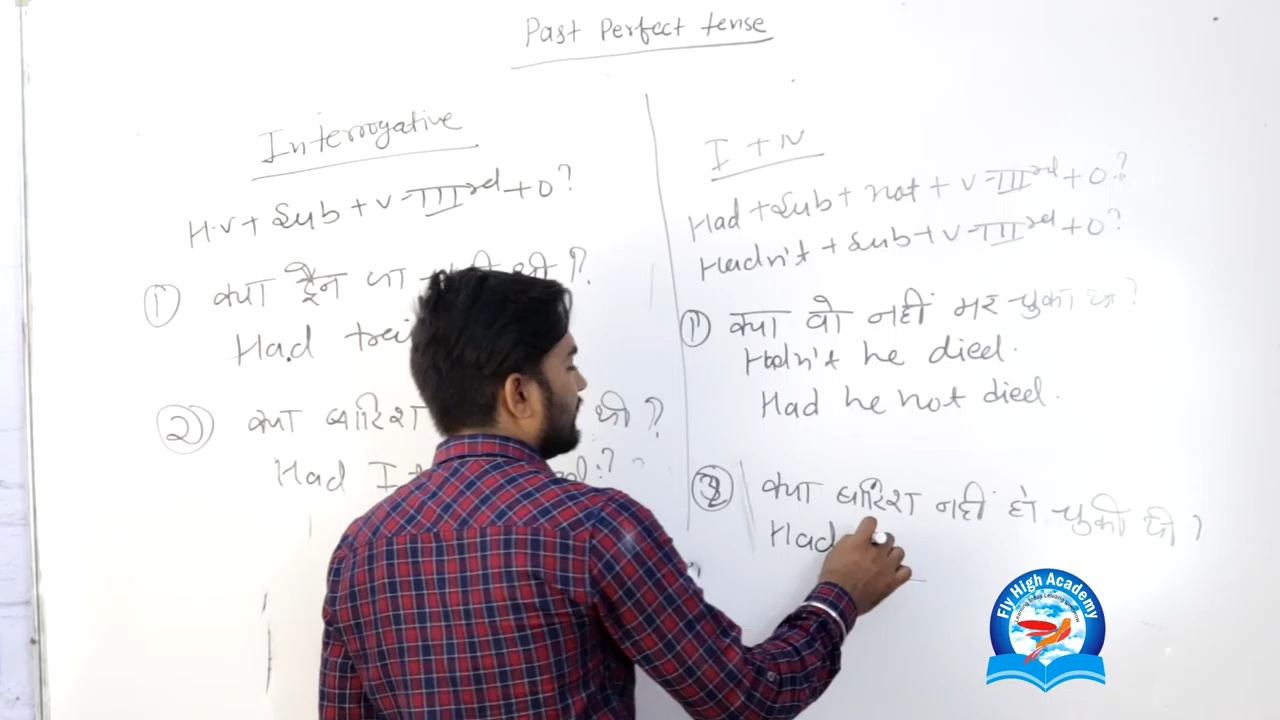 Past Perfect tense
Interrogative
H.V + Sub + V-IIIrd + O?
① क्या ट्रेन जा थी ?
Had
② क्या बारिश थी ?
Had I
I + N
Had + Sub + not + V-IIIrd + O?
Hadn't + Sub + V-IIIrd + O?
① क्या वो नहीं मर चुका था ?
Hadn't he died.
Had he not died.
② क्या बारिश नहीं हो चुकी थी ?
Had
Fly High Academy